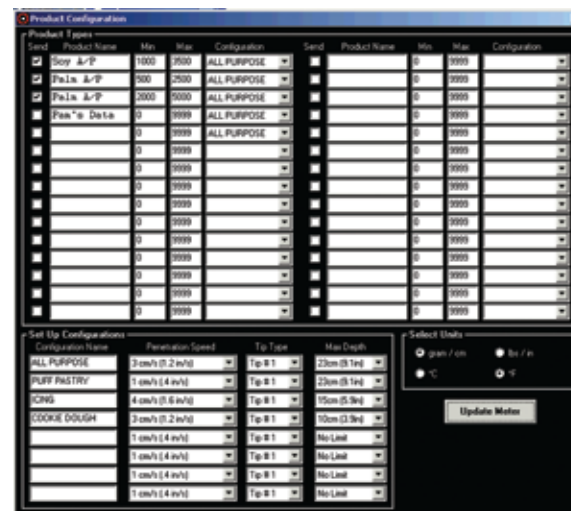 Product Configuration
Product Types
Send Product Name Min Max Configuration Send Product Name Min Max Configuration
Soy A/P 1000 3500 ALL PURPOSE 0 9999
Palm A/P 500 2500 ALL PURPOSE 0 9999
Palm A/P 2000 5000 ALL PURPOSE 0 9999
Pam's Data 0 9999 ALL PURPOSE 0 9999
0 9999 ALL PURPOSE 0 9999
0 9999 0 9999
0 9999 0 9999
0 9999 0 9999
0 9999 0 9999
0 9999 0 9999
0 9999 0 9999
0 9999 0 9999
0 9999 0 9999
0 9999 0 9999
0 9999 0 9999
Set Up Configurations
Configuration Name Penetration Speed Tip Type Max Depth
ALL PURPOSE 3 cm/s (1.2 in/s) Tip # 1 23cm (9.1in)
PUFF PASTRY 1 cm/s (.4 in/s) Tip # 1 23cm (9.1in)
ICING 4 cm/s (1.6 in/s) Tip # 1 15cm (5.9in)
COOKIE DOUGH 3 cm/s (1.2 in/s) Tip # 1 10cm (3.9in)
1 cm/s (.4 in/s) Tip # 1 No Limit
1 cm/s (.4 in/s) Tip # 1 No Limit
1 cm/s (.4 in/s) Tip # 1 No Limit
1 cm/s (.4 in/s) Tip # 1 No Limit
Select Units
gram / cm lbs / in
°C °F
Update Meter